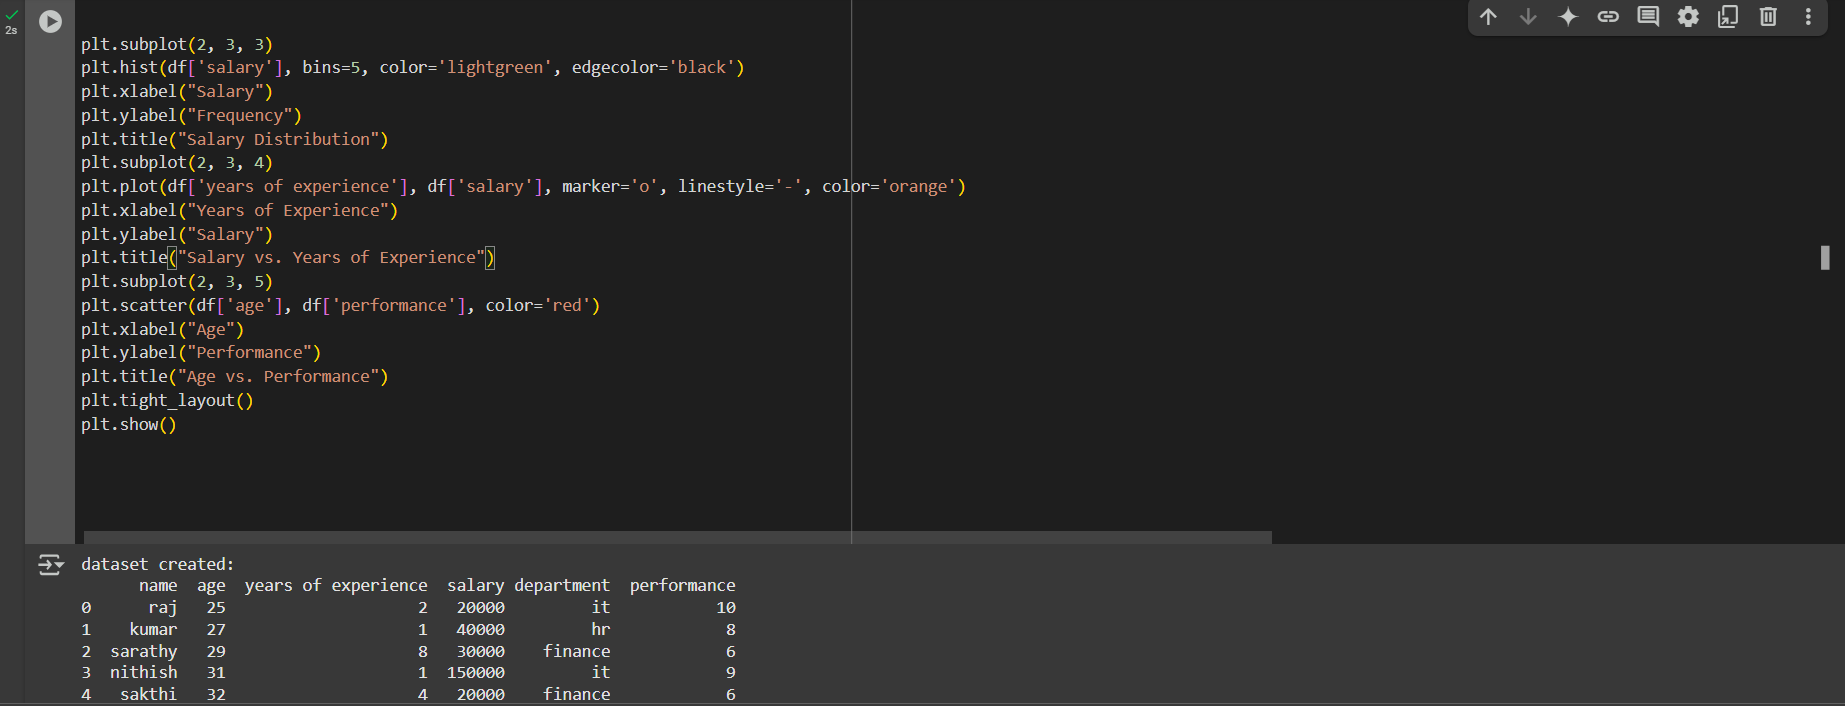 2s
plt.subplot(2, 3, 3)
plt.hist(df['salary'], bins=5, color='lightgreen', edgecolor='black')
plt.xlabel("Salary")
plt.ylabel("Frequency")
plt.title("Salary Distribution")
plt.subplot(2, 3, 4)
plt.plot(df['years of experience'], df['salary'], marker='o', linestyle='-', color='orange')
plt.xlabel("Years of Experience")
plt.ylabel("Salary")
plt.title("Salary vs. Years of Experience")
plt.subplot(2, 3, 5)
plt.scatter(df['age'], df['performance'], color='red')
plt.xlabel("Age")
plt.ylabel("Performance")
plt.title("Age vs. Performance")
plt.tight_layout()
plt.show()
dataset created:
name age years of experience salary department performance
0 raj 25 2 20000 it 10
1 kumar 27 1 40000 hr 8
2 sarathy 29 8 30000 finance 6
3 nithish 31 1 150000 it 9
4 sakthi 32 4 20000 finance 6